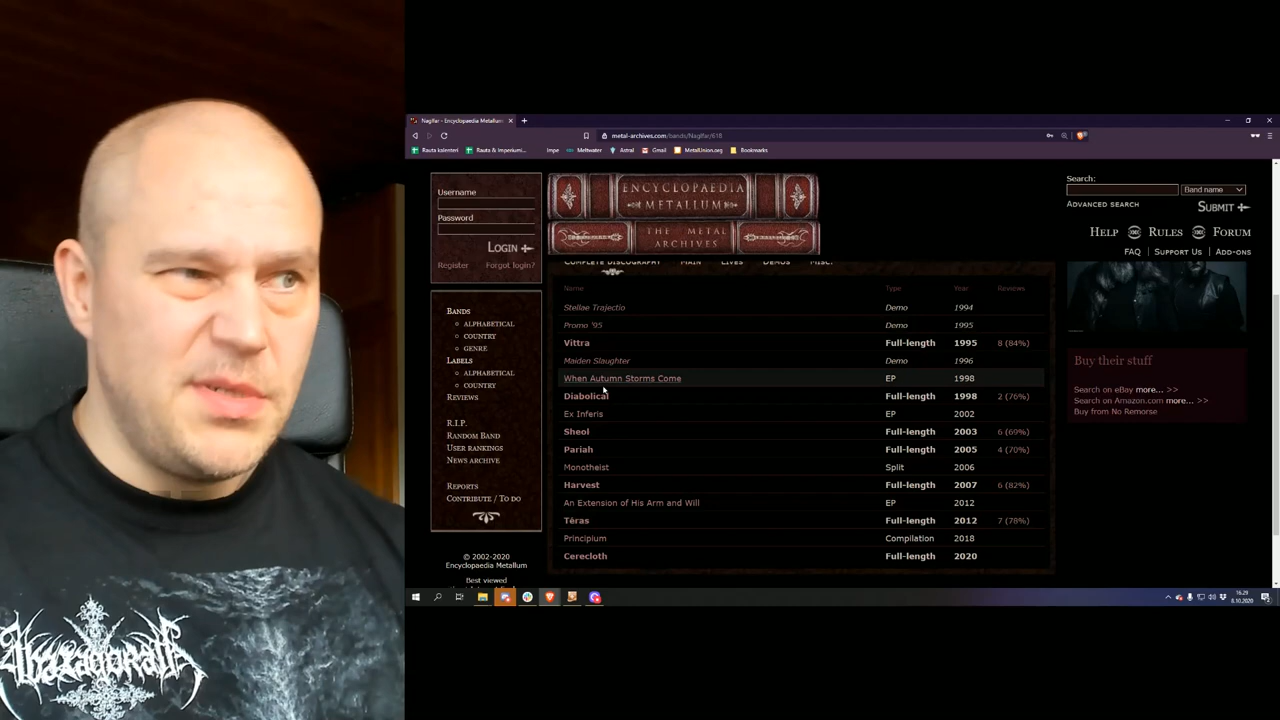 Naglfar - Encyclopaedia Metallum
metal-archives.com/bands/Naglfar/618
Rauta kalenteri
Rauta & Imperiumi...
Impe
Meltwater
Astral
Gmail
MetalUnion.org
Bookmarks
Username
Password
LOGIN
Register
Forgot login?
ENCYCLOPAEDIA
METALLUM
THE METAL
ARCHIVES
Search:
Band name
ADVANCED SEARCH
SUBMIT
HELP
RULES
FORUM
FAQ
SUPPORT US
ADD-ONS
BANDS
ALPHABETICAL
COUNTRY
GENRE
LABELS
ALPHABETICAL
COUNTRY
REVIEWS
R.I.P.
RANDOM BAND
USER RANKINGS
NEWS ARCHIVE
REPORTS
CONTRIBUTE / TO DO
© 2002-2020
Encyclopaedia Metallum
Best viewed
COMPLETE DISCOGRAPHY MAIN LIVES DEMOS MISC.
Name Type Year Reviews
Stellae Trajectio Demo 1994
Promo '95 Demo 1995
Vittra Full-length 1995 8 (84%)
Maiden Slaughter Demo 1996
When Autumn Storms Come EP 1998
Diabolical Full-length 1998 2 (76%)
Ex Inferis EP 2002
Sheol Full-length 2003 6 (69%)
Pariah Full-length 2005 4 (70%)
Monotheist Split 2006
Harvest Full-length 2007 6 (82%)
An Extension of His Arm and Will EP 2012
Téras Full-length 2012 7 (78%)
Principium Compilation 2018
Cerecloth Full-length 2020
Buy their stuff
Search on eBay more... >>
Search on Amazon.com more... >>
Buy from No Remorse
16.29
8.10.2020